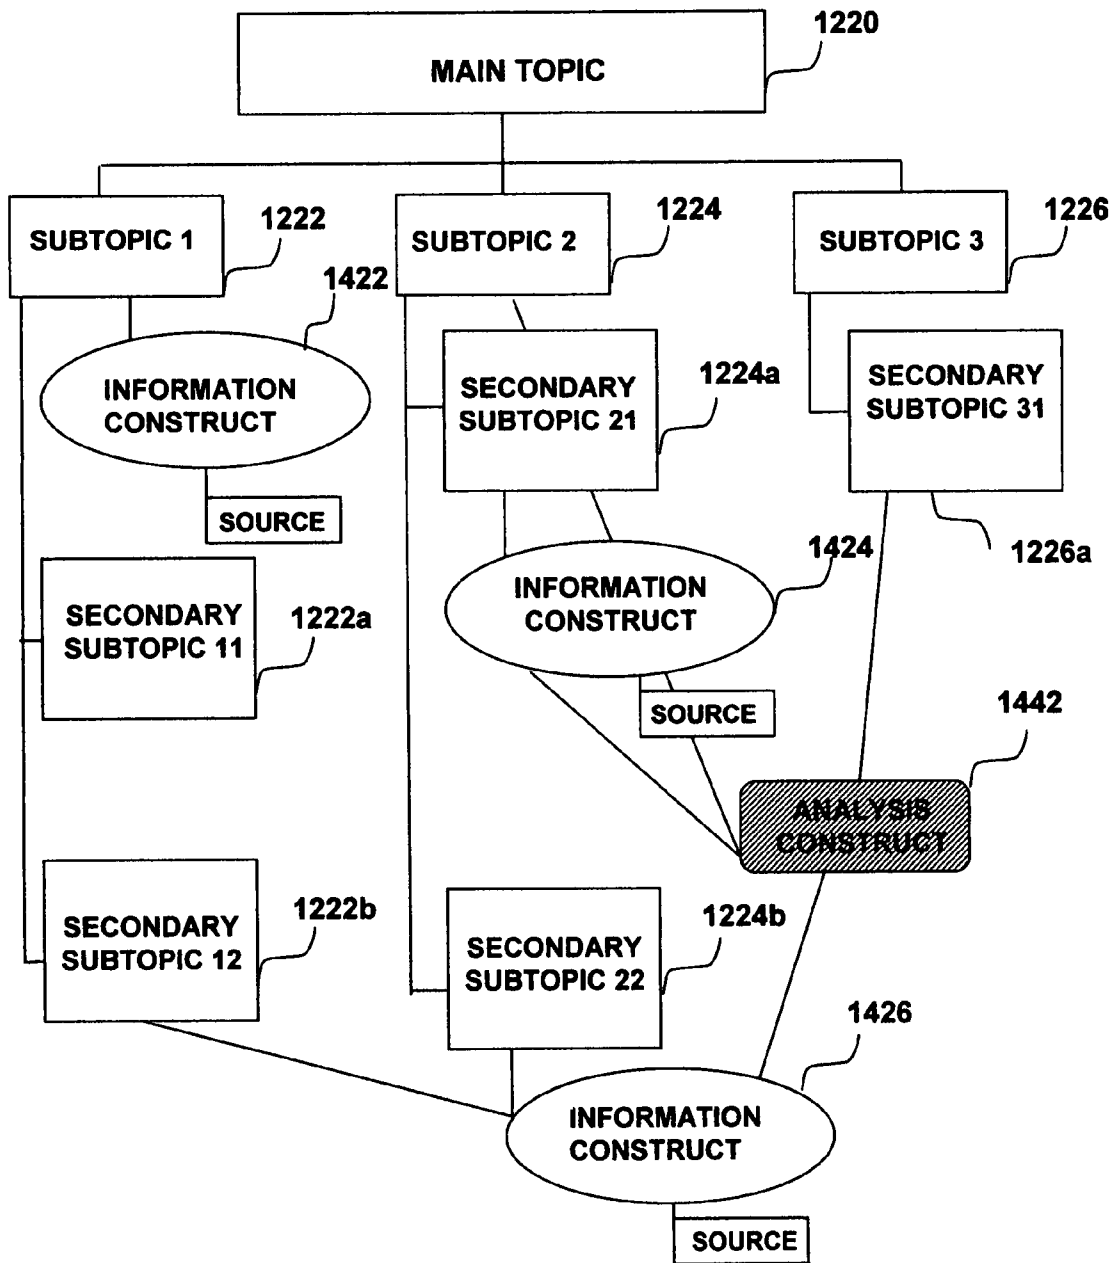 1220
MAIN TOPIC
SUBTOPIC 1
1222
SUBTOPIC 2
1224
SUBTOPIC 3
1226
1422
INFORMATION
CONSTRUCT
SOURCE
SECONDARY
SUBTOPIC 21
1224a
SECONDARY
SUBTOPIC 31
1226a
SECONDARY
SUBTOPIC 11
1222a
INFORMATION
CONSTRUCT
1424
SOURCE
1442
ANALYSIS
CONSTRUCT
SECONDARY
SUBTOPIC 12
1222b
SECONDARY
SUBTOPIC 22
1224b
1426
INFORMATION
CONSTRUCT
SOURCE